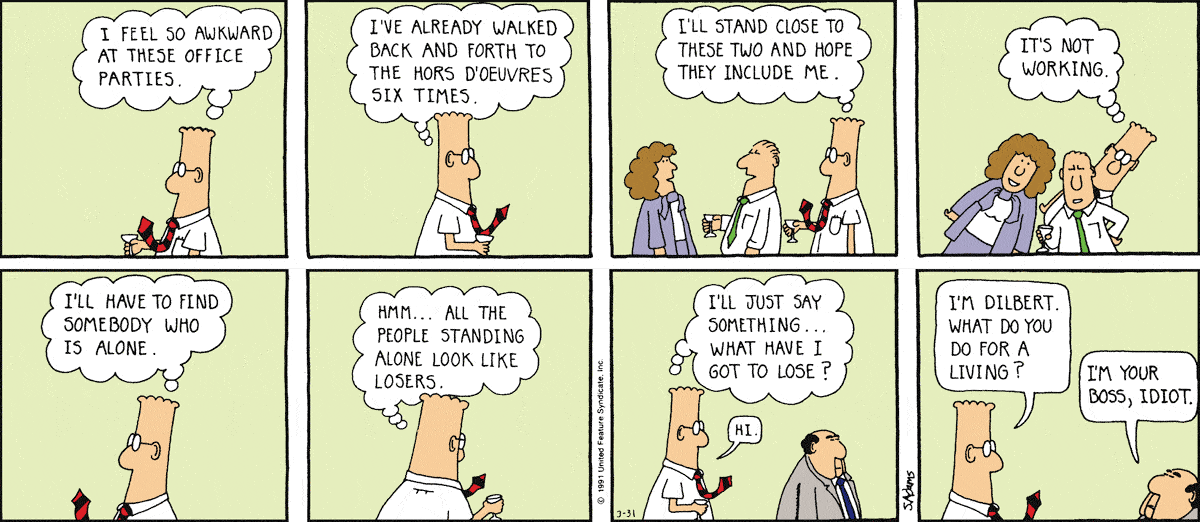 I FEEL SO AWKWARD
AT THESE OFFICE
PARTIES.
I'VE ALREADY WALKED
BACK AND FORTH TO
THE HORS D'OEUVRES
SIX TIMES.
I'LL STAND CLOSE TO
THESE TWO AND HOPE
THEY INCLUDE ME.
IT'S NOT
WORKING.
I'LL HAVE TO FIND
SOMEBODY WHO
IS ALONE.
HMM... ALL THE
PEOPLE STANDING
ALONE LOOK LIKE
LOSERS.
© 1991 United Feature Syndicate, Inc.
I'LL JUST SAY
SOMETHING...
WHAT HAVE I
GOT TO LOSE?
HI.
3-31
S.Adams
I'M DILBERT.
WHAT DO YOU
DO FOR A
LIVING?
I'M YOUR
BOSS, IDIOT.